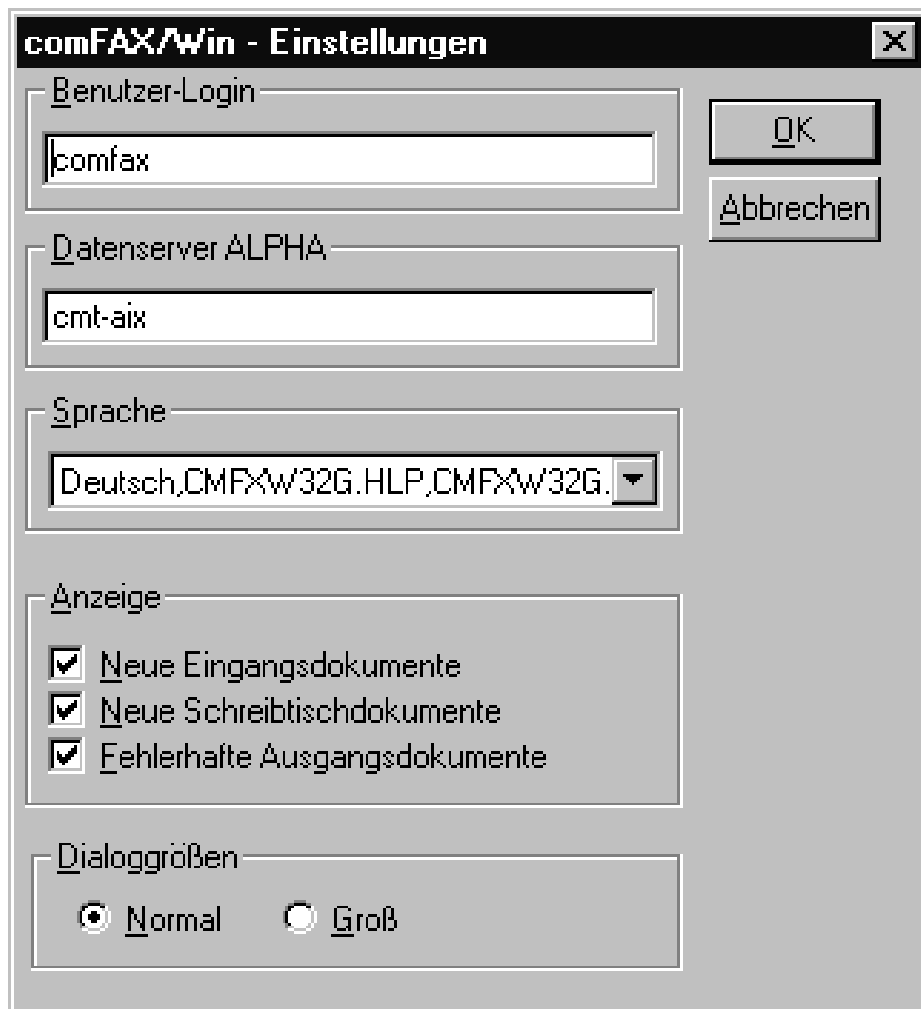 comFAX/Win - Einstellungen
Benutzer-Login
comfax
OK
Abbrechen
Datenserver ALPHA
cmt-aix
Sprache
Deutsch,CMFXW32G.HLP,CMFXW32G.
Anzeige
Neue Eingangsdokumente
Neue Schreibtischdokumente
Fehlerhafte Ausgangsdokumente
Dialoggrößen
Normal Groß